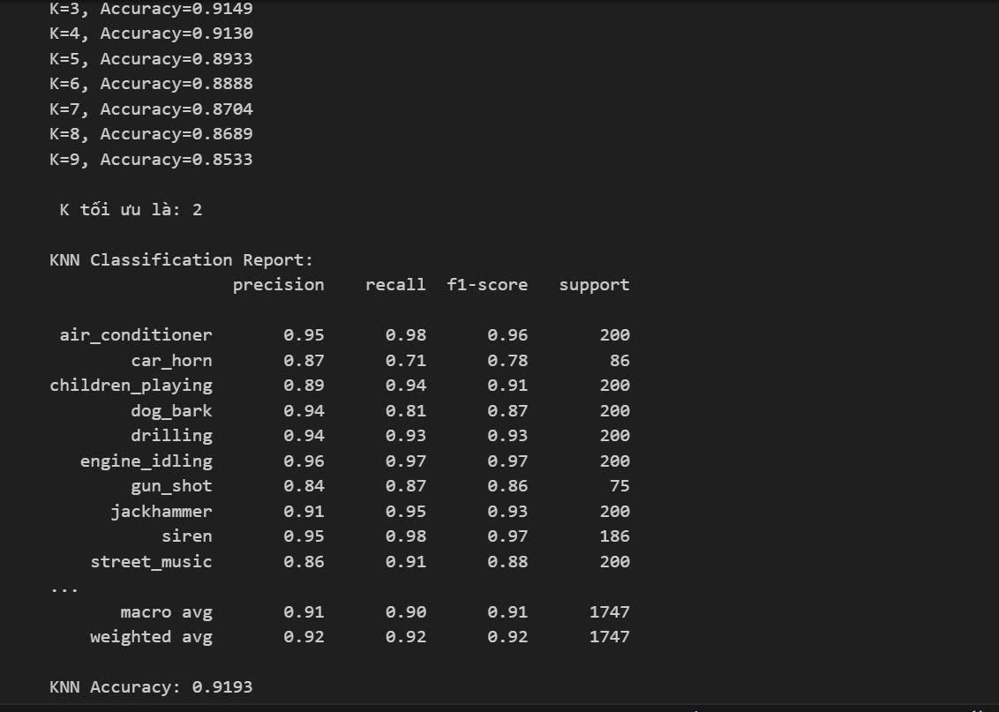 K=3, Accuracy=0.9149
K=4, Accuracy=0.9130
K=5, Accuracy=0.8933
K=6, Accuracy=0.8888
K=7, Accuracy=0.8704
K=8, Accuracy=0.8689
K=9, Accuracy=0.8533
K tối ưu là: 2
KNN Classification Report:
precision recall f1-score support
air_conditioner 0.95 0.98 0.96 200
car_horn 0.87 0.71 0.78 86
children_playing 0.89 0.94 0.91 200
dog_bark 0.94 0.81 0.87 200
drilling 0.94 0.93 0.93 200
engine_idling 0.96 0.97 0.97 200
gun_shot 0.84 0.87 0.86 75
jackhammer 0.91 0.95 0.93 200
siren 0.95 0.98 0.97 186
street_music 0.86 0.91 0.88 200
...
macro avg 0.91 0.90 0.91 1747
weighted avg 0.92 0.92 0.92 1747
KNN Accuracy: 0.9193